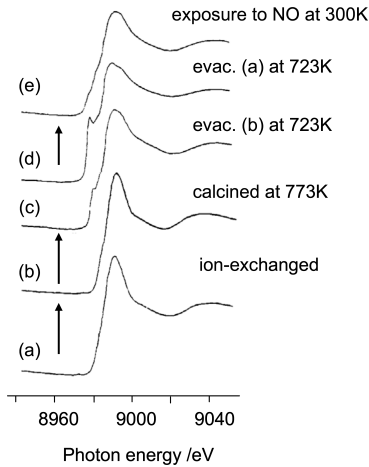 exposure to NO at 300K
evac. (a) at 723K
(e)
evac. (b) at 723K
(d)
calcined at 773K
(c)
ion-exchanged
(b)
(a)
8960 9000 9040
Photon energy /eV